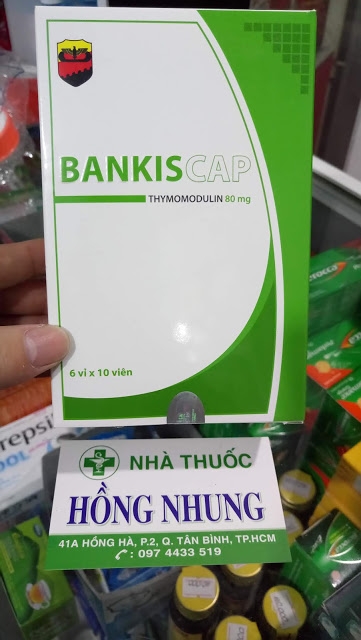 BANKISCAP
THYMOMODULIN 80 mg
6 vỉ x 10 viên
NHÀ THUỐC
HỒNG NHUNG
41A HỒNG HÀ, P.2, Q. TÂN BÌNH, TP.HCM
: 097 4433 519
repsil